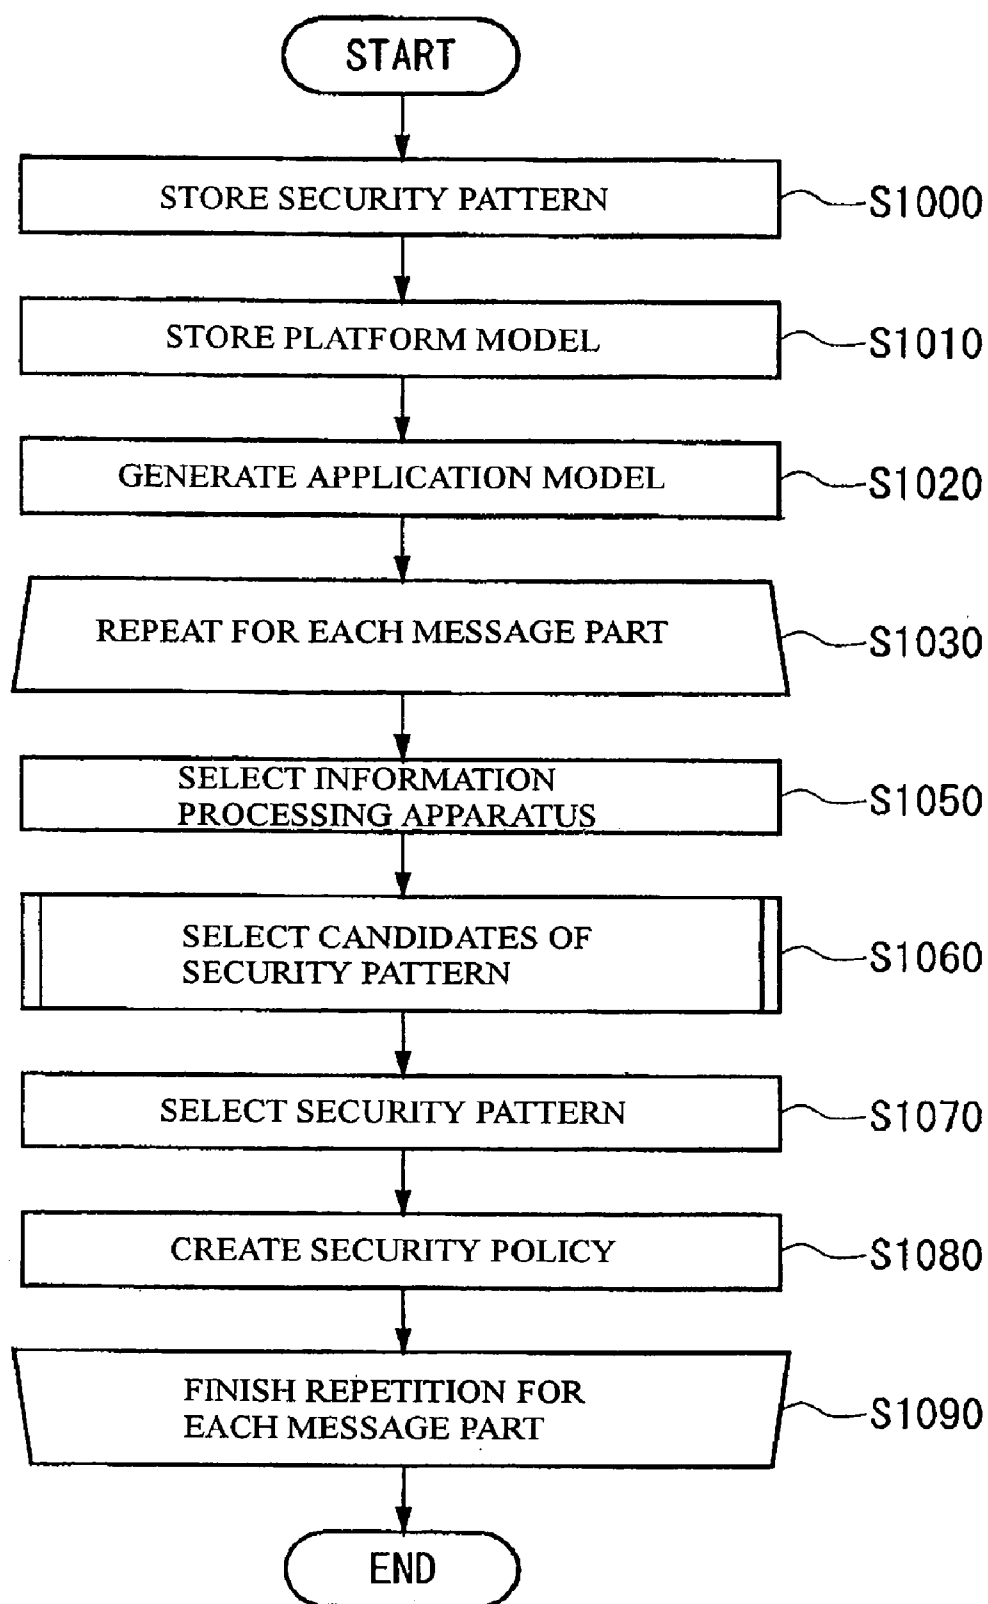 START
STORE SECURITY PATTERN
S1000
STORE PLATFORM MODEL
S1010
GENERATE APPLICATION MODEL
S1020
REPEAT FOR EACH MESSAGE PART
S1030
SELECT INFORMATION
PROCESSING APPARATUS
S1050
SELECT CANDIDATES OF
SECURITY PATTERN
S1060
SELECT SECURITY PATTERN
S1070
CREATE SECURITY POLICY
S1080
FINISH REPETITION FOR
EACH MESSAGE PART
S1090
END